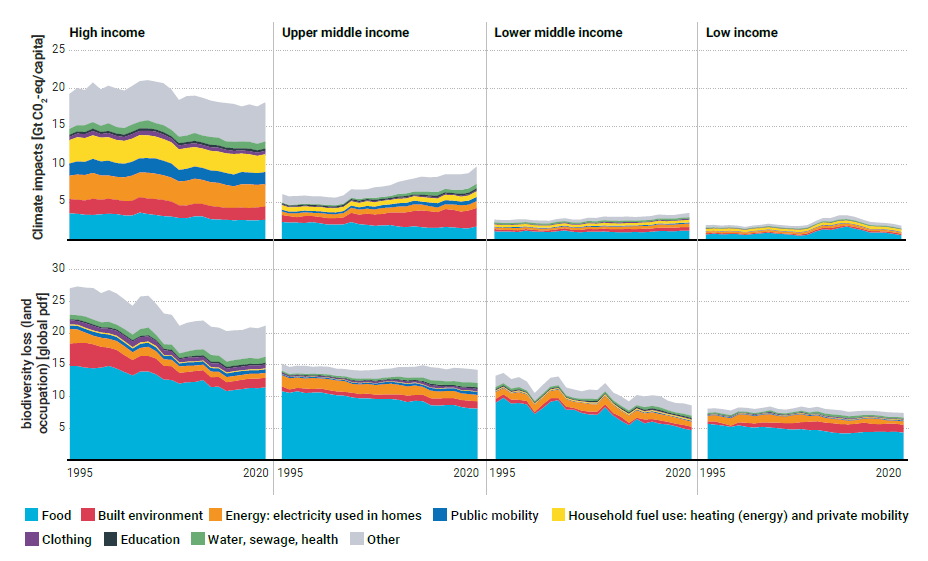 High income
Upper middle income
Lower middle income
Low income
Climate impacts [Gt CO2-eq/capita]
25
20
15
10
5
biodiversity loss (land
occupation) [global pdf]
30
25
20
15
10
5
1995 2020 1995 2020 1995 2020 1995 2020
Food Built environment Energy: electricity used in homes Public mobility Household fuel use: heating (energy) and private mobility
Clothing Education Water, sewage, health Other